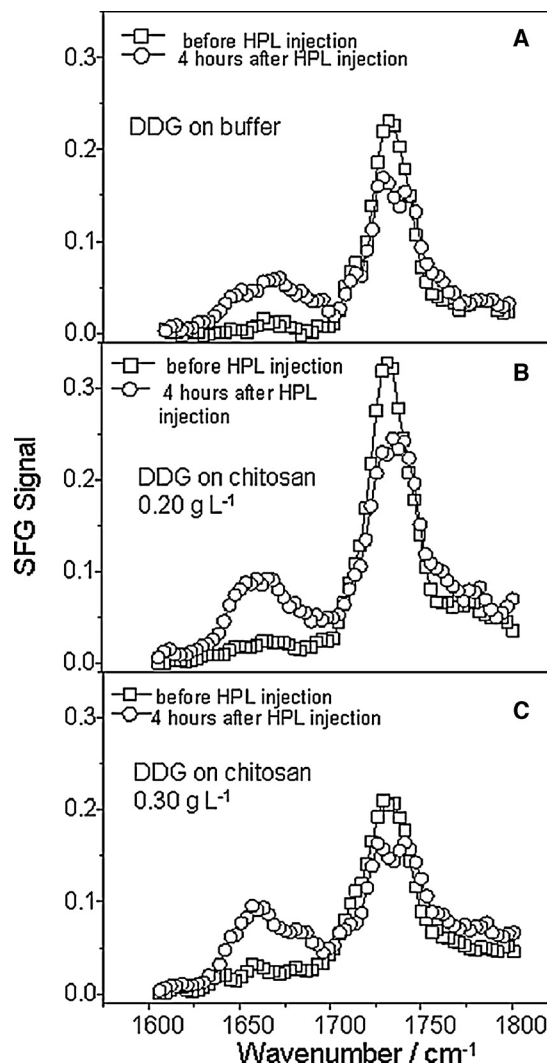 A
before HPL injection
4 hours after HPL injection
0.3
DDG on buffer
0.2
0.1
0.0
B
before HPL injection
4 hours after HPL
injection
0.3
DDG on chitosan
0.20 g L⁻¹
0.2
0.1
0.0
SFG Signal
C
before HPL injection
4 hours after HPL injection
0.3
DDG on chitosan
0.30 g L⁻¹
0.2
0.1
0.0
1600 1650 1700 1750 1800
Wavenumber / cm⁻¹